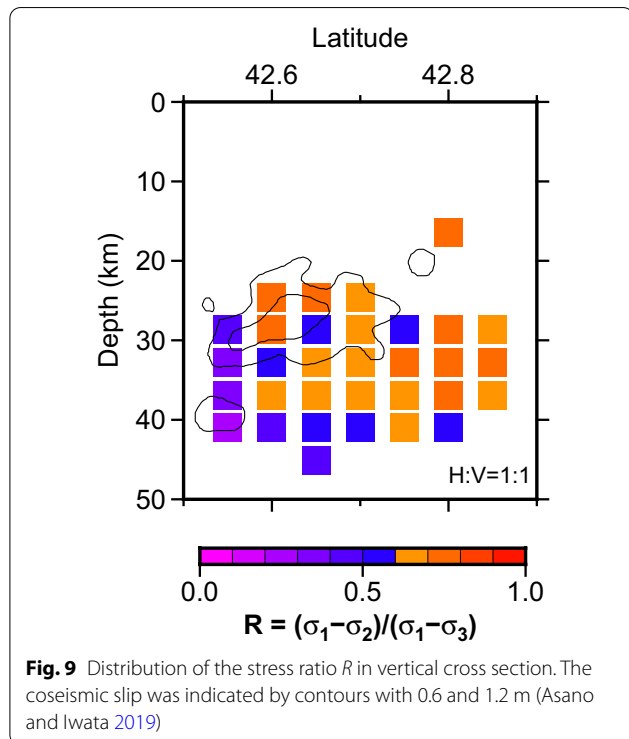 Latitude
42.6 42.8
0
10
20
30
40
50
Depth (km)
H:V=1:1
0.0 0.5 1.0
R = (σ₁−σ₂)/(σ₁−σ₃)
Fig. 9 Distribution of the stress ratio R in vertical cross section. The
coseismic slip was indicated by contours with 0.6 and 1.2 m (Asano
and Iwata 2019)